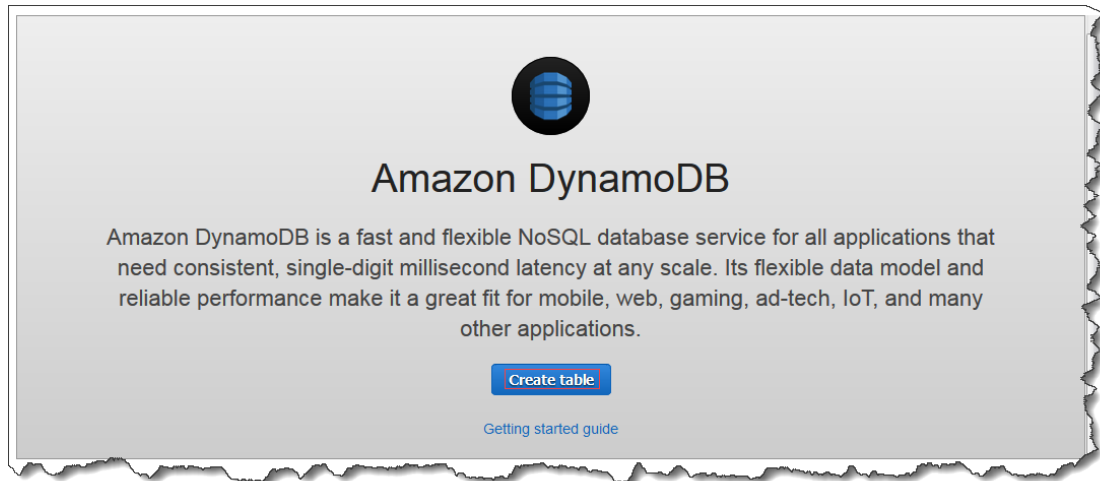 Amazon DynamoDB
Amazon DynamoDB is a fast and flexible NoSQL database service for all applications that
need consistent, single-digit millisecond latency at any scale. Its flexible data model and
reliable performance make it a great fit for mobile, web, gaming, ad-tech, IoT, and many
other applications.
Create table
Getting started guide